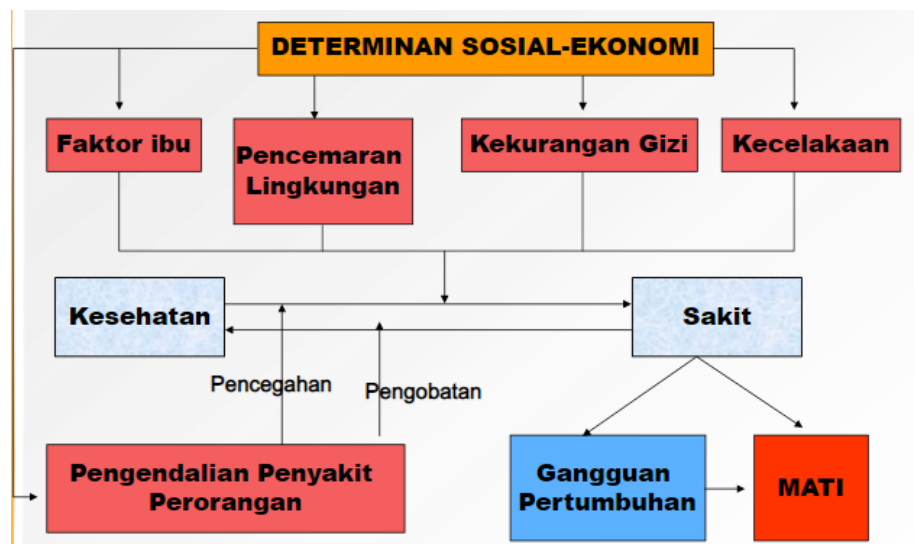 DETERMINAN SOSIAL-EKONOMI
Faktor ibu
Pencemaran
Lingkungan
Kekurangan Gizi
Kecelakaan
Kesehatan
Sakit
Pencegahan
Pengobatan
Pengendalian Penyakit
Perorangan
Gangguan
Pertumbuhan
MATI